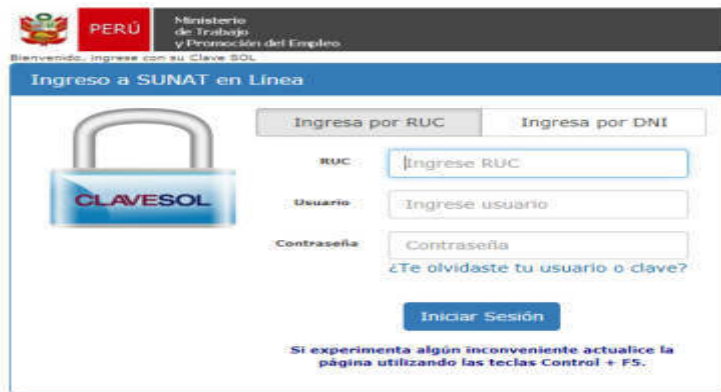 PERÚ
Ministerio
de Trabajo
y Promoción del Empleo
Bienvenido, ingrese con su Clave SOL
Ingreso a SUNAT en Línea
Ingresa por RUC
Ingresa por DNI
CLAVESOL
RUC
Ingrese RUC
Usuario
Ingrese usuario
Contraseña
Contraseña
¿Te olvidaste tu usuario o clave?
Iniciar Sesión
Si experimenta algún inconveniente actualice la
página utilizando las teclas Control + F5.